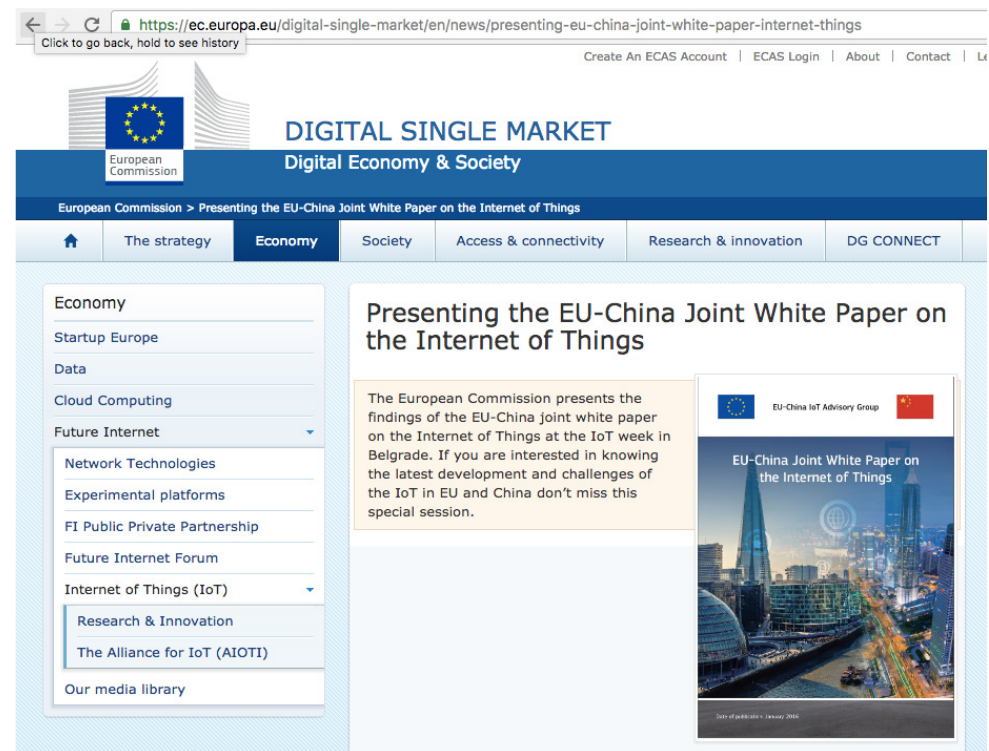 https://ec.europa.eu/digital-single-market/en/news/presenting-eu-china-joint-white-paper-internet-things
Click to go back, hold to see history
Create An ECAS Account | ECAS Login | About | Contact | Le
European
Commission
DIGITAL SINGLE MARKET
Digital Economy & Society
European Commission > Presenting the EU-China Joint White Paper on the Internet of Things
The strategy
Economy
Society
Access & connectivity
Research & innovation
DG CONNECT
Economy
Startup Europe
Data
Cloud Computing
Future Internet
Network Technologies
Experimental platforms
FI Public Private Partnership
Future Internet Forum
Internet of Things (IoT)
Research & Innovation
The Alliance for IoT (AIOTI)
Our media library
Presenting the EU-China Joint White Paper on
the Internet of Things
The European Commission presents the
findings of the EU-China joint white paper
on the Internet of Things at the IoT week in
Belgrade. If you are interested in knowing
the latest development and challenges of
the IoT in EU and China don't miss this
special session.
EU-China IoT Advisory Group
EU-China Joint White Paper on
the Internet of Things
Date of publication: January 2016